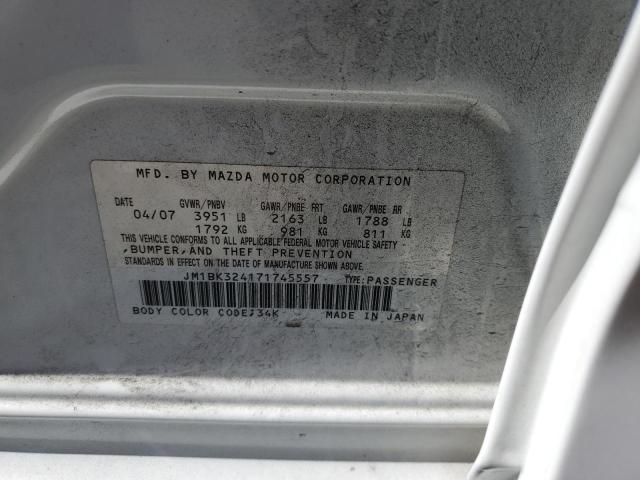 MFD. BY MAZDA MOTOR CORPORATION
DATE GVWR/PNBV GAWR/PNBE FRT GAWR/PNBE RR
04/07 3951 LB 2163 LB 1788 LB
1792 KG 981 KG 811 KG
THIS VEHICLE CONFORMS TO ALL APPLICABLE FEDERAL MOTOR VEHICLE SAFETY,
BUMPER, AND THEFT PREVENTION
STANDARDS IN EFFECT ON THE DATE OF MANUFACTURE SHOWN ABOVE.
JM1BK324171745557 TYPE:PASSENGER
BODY COLOR CODE:34K MADE IN JAPAN